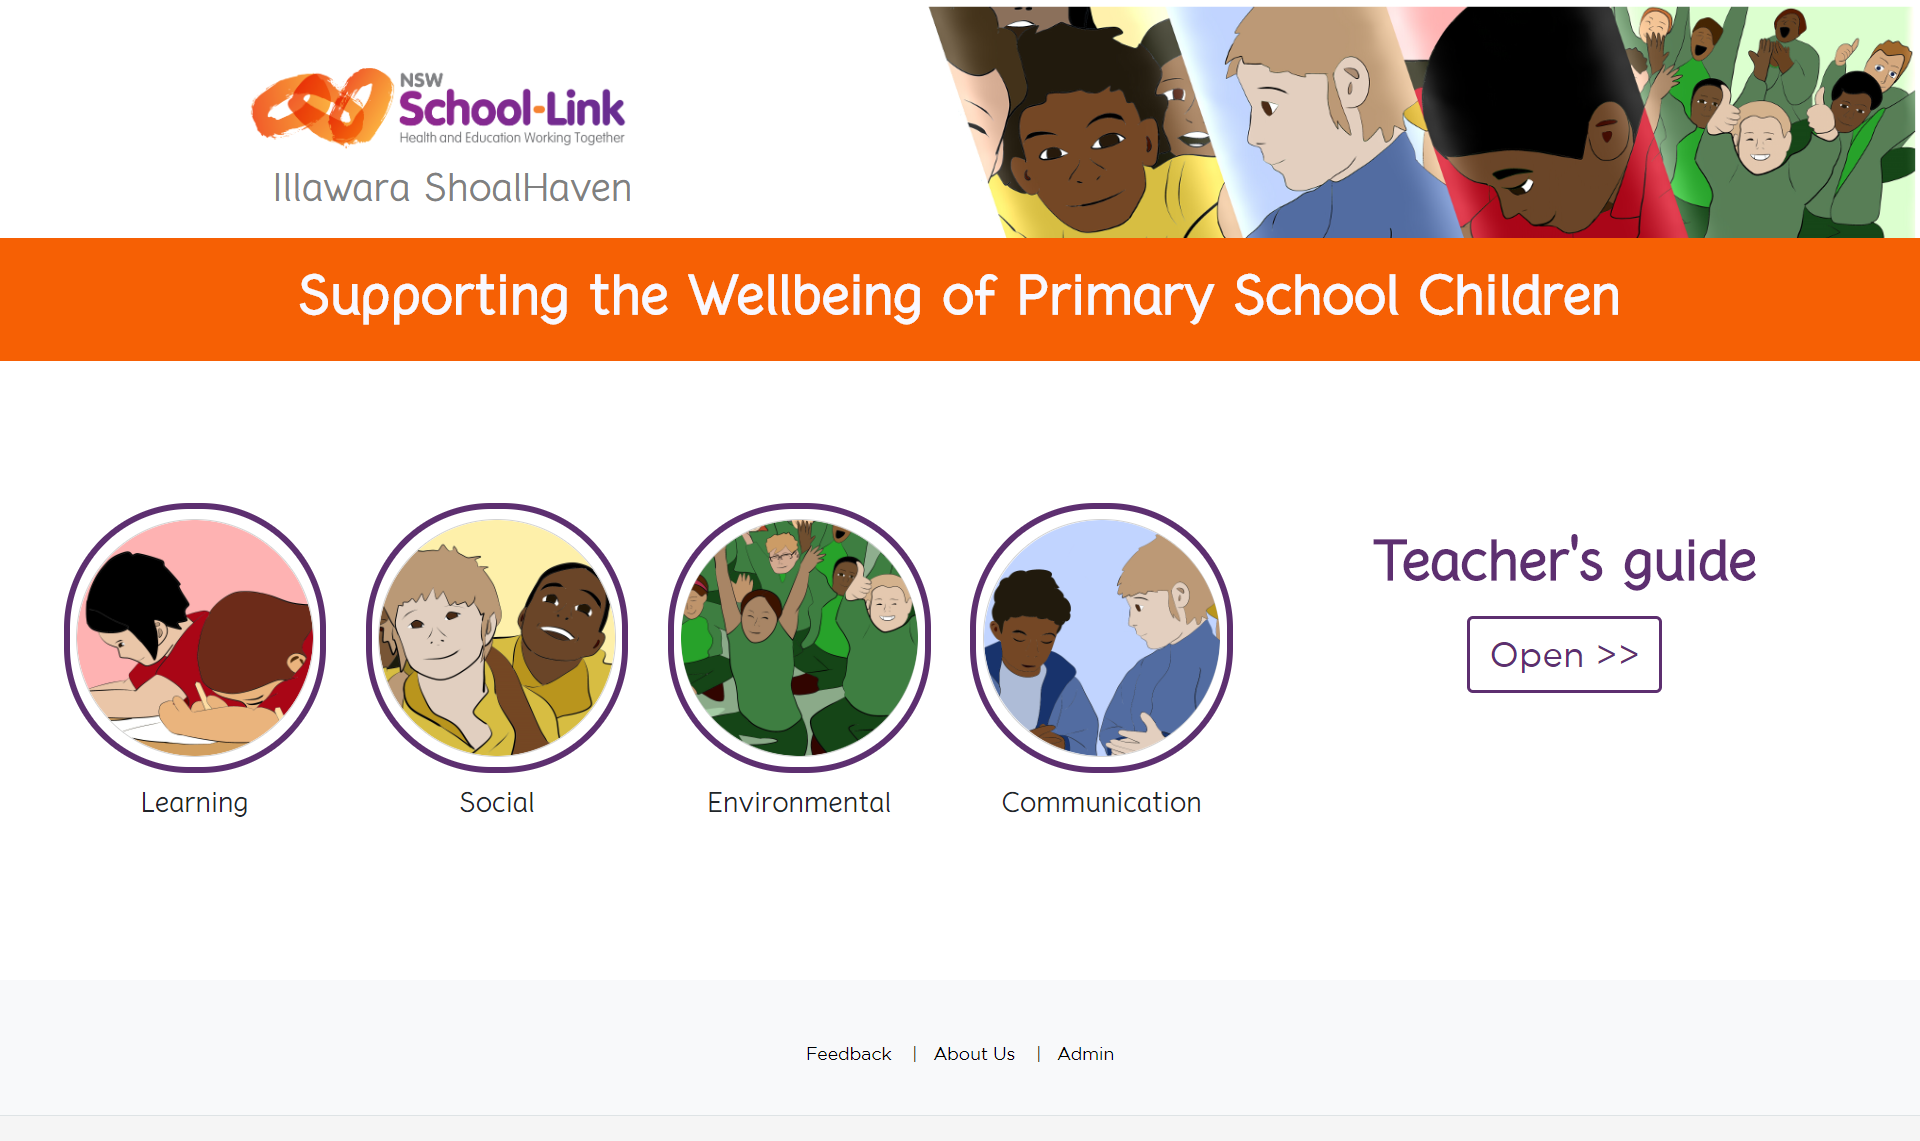 NSW
School-Link
Health and Education Working Together
Illawara ShoalHaven
Supporting the Wellbeing of Primary School Children
Teacher's guide
Open >>
Learning
Social
Environmental
Communication
Feedback | About Us | Admin